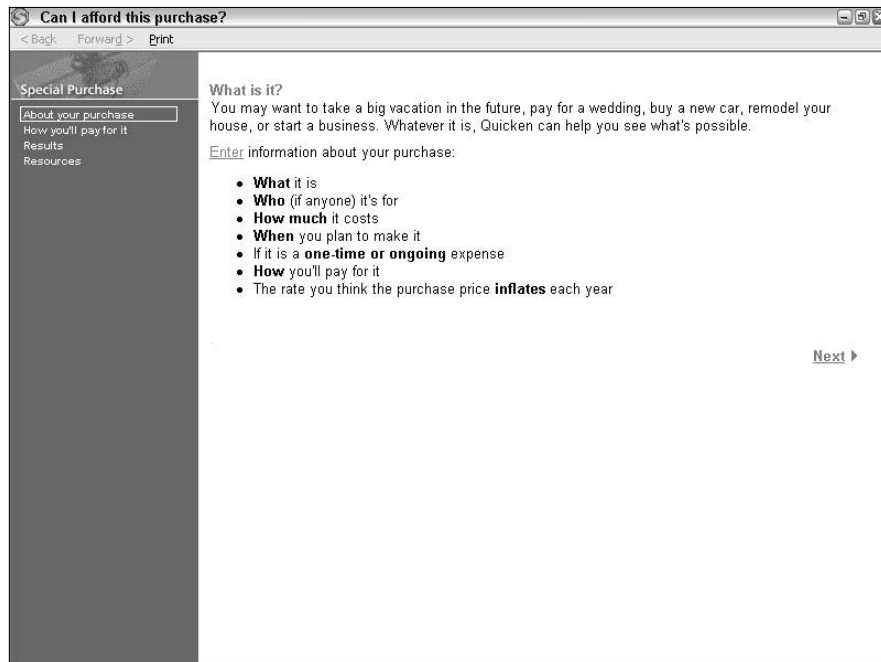 Can I afford this purchase?
< Back Forward > Print
Special Purchase
About your purchase
How you'll pay for it
Results
Resources
What is it?
You may want to take a big vacation in the future, pay for a wedding, buy a new car, remodel your
house, or start a business. Whatever it is, Quicken can help you see what's possible.
Enter information about your purchase:
• What it is
• Who (if anyone) it's for
• How much it costs
• When you plan to make it
• If it is a one-time or ongoing expense
• How you'll pay for it
• The rate you think the purchase price inflates each year
Next